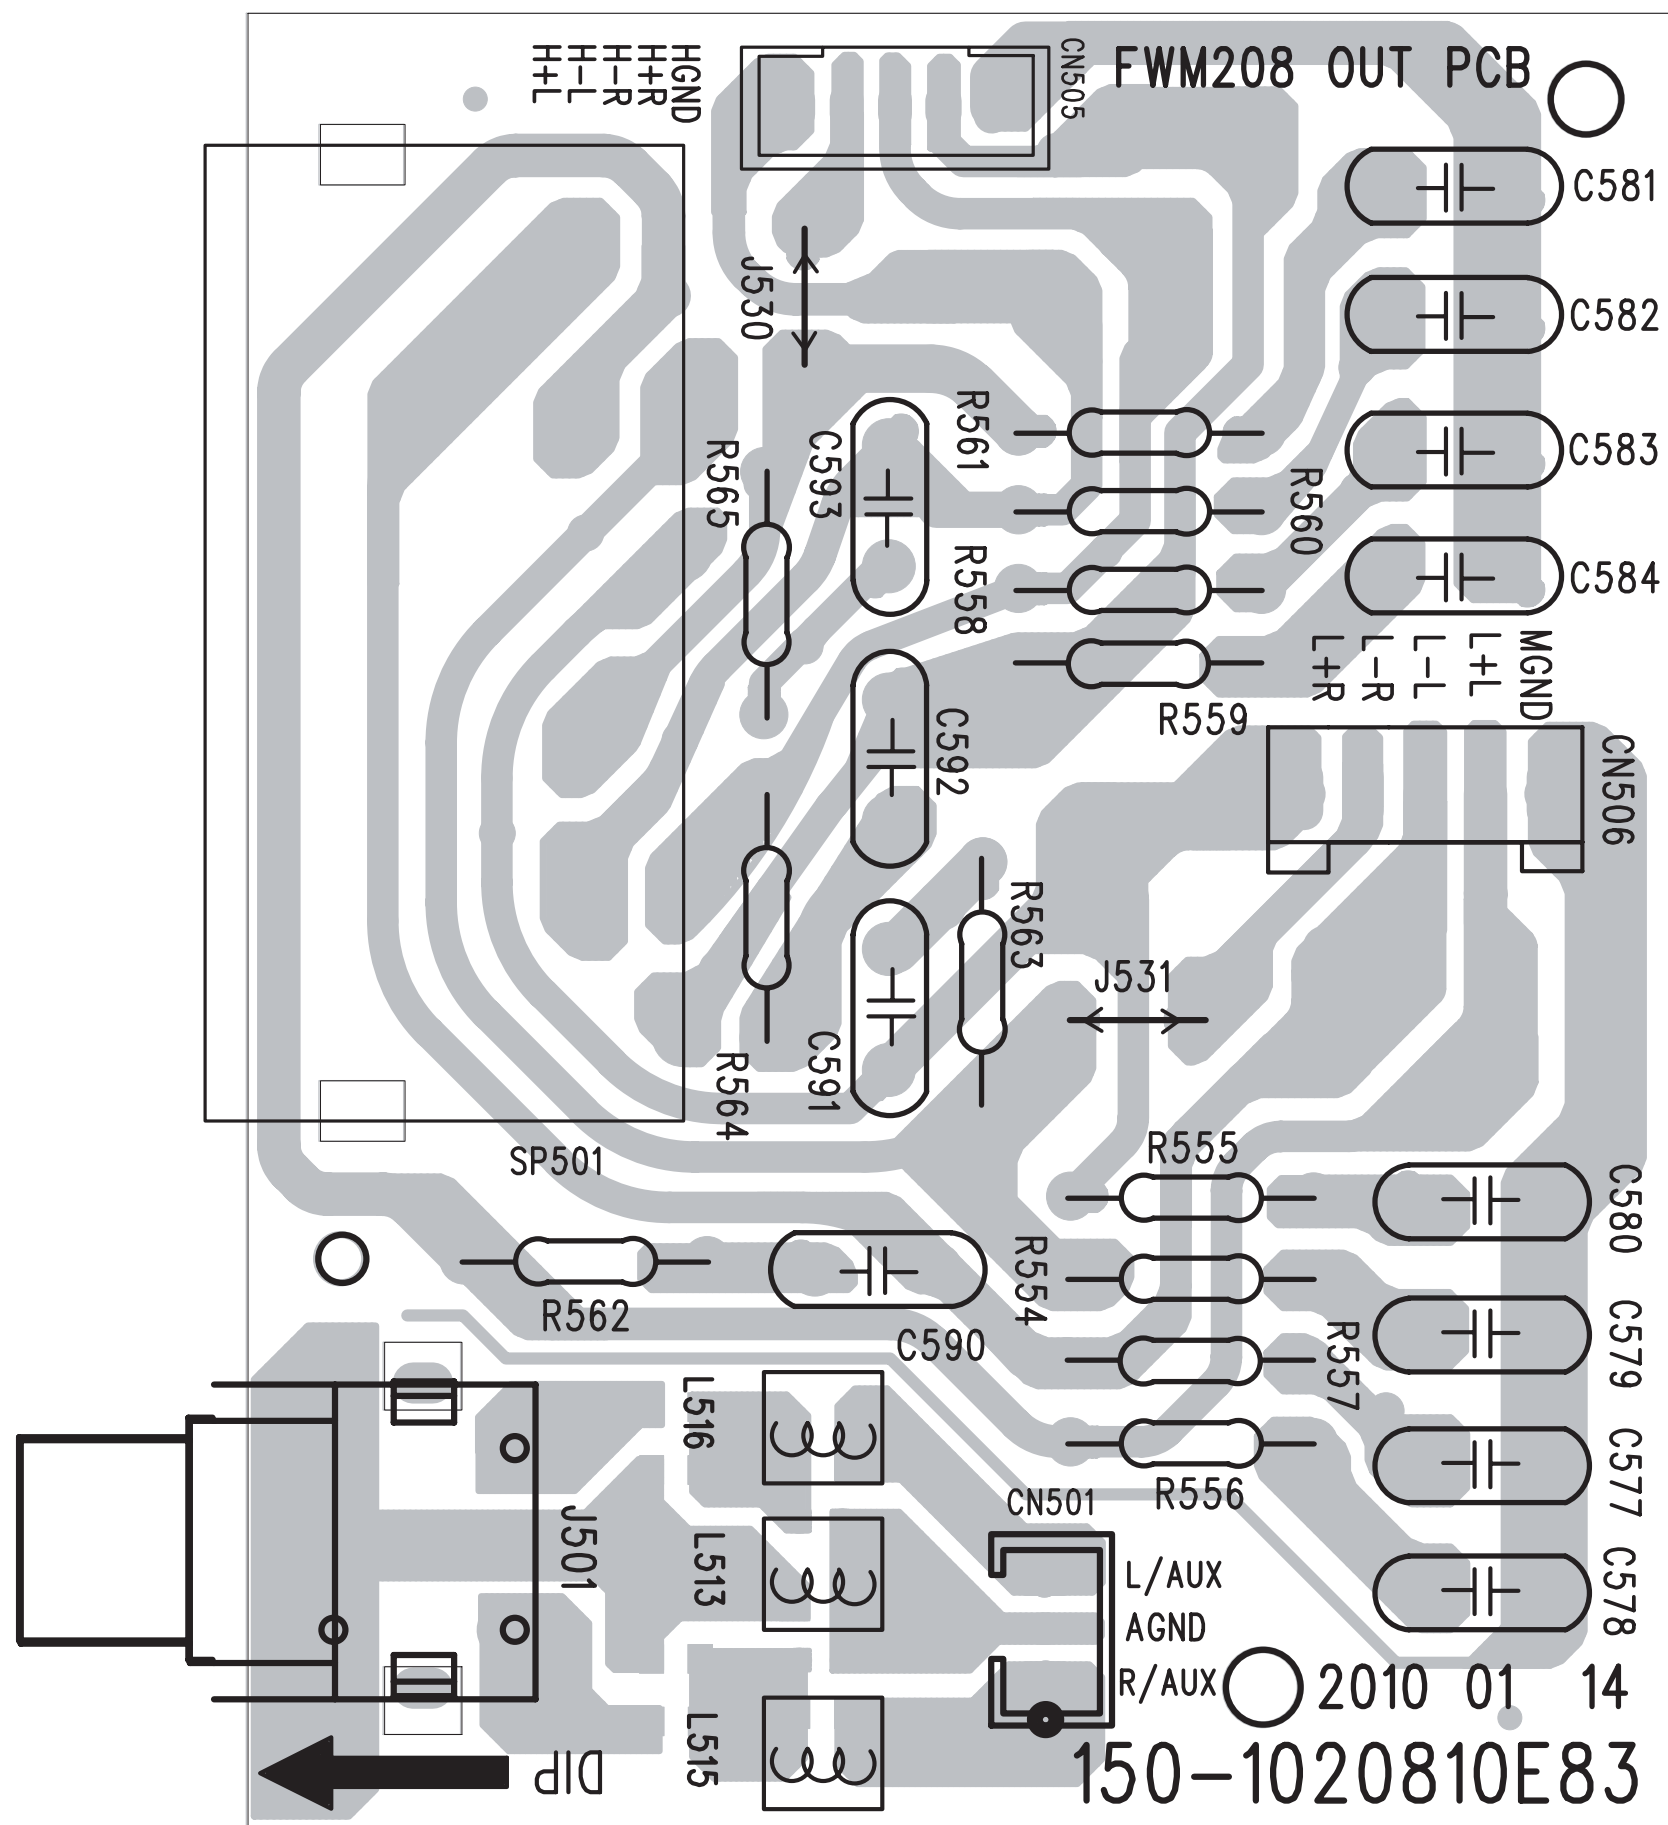 H+L
H-L
H-R
H+R
HGND
CN505
FWM208 OUT PCB
C581
J530
C582
R561
R565
C593
C583
R560
R558
C584
L+R
L-R
L-L
L+L
MGND
R559
C592
CN506
R563
J531
C591
R564
SP501
R555
C580
R554
R562
C590
C579
R557
L516
C577
CN501
R556
J501
L513
L/AUX
C578
AGND
R/AUX
2010 01 14
L515
DIP
150-1020810E83